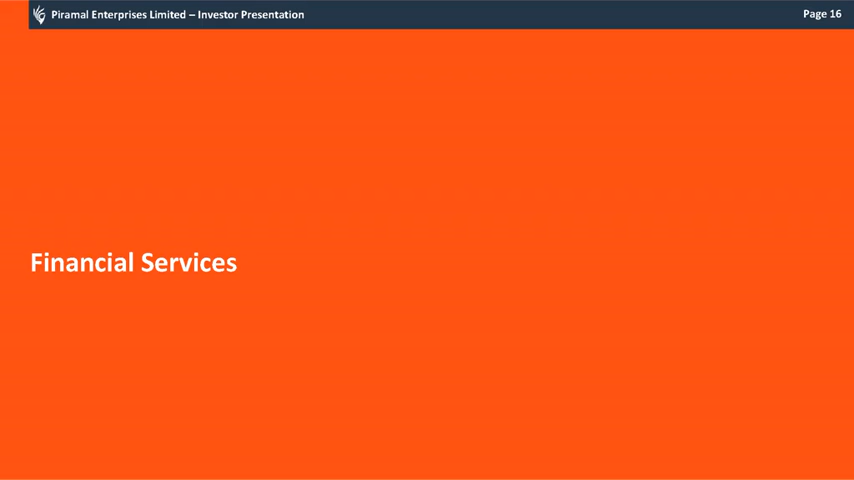 Piramal Enterprises Limited – Investor Presentation
Page 16
Financial Services